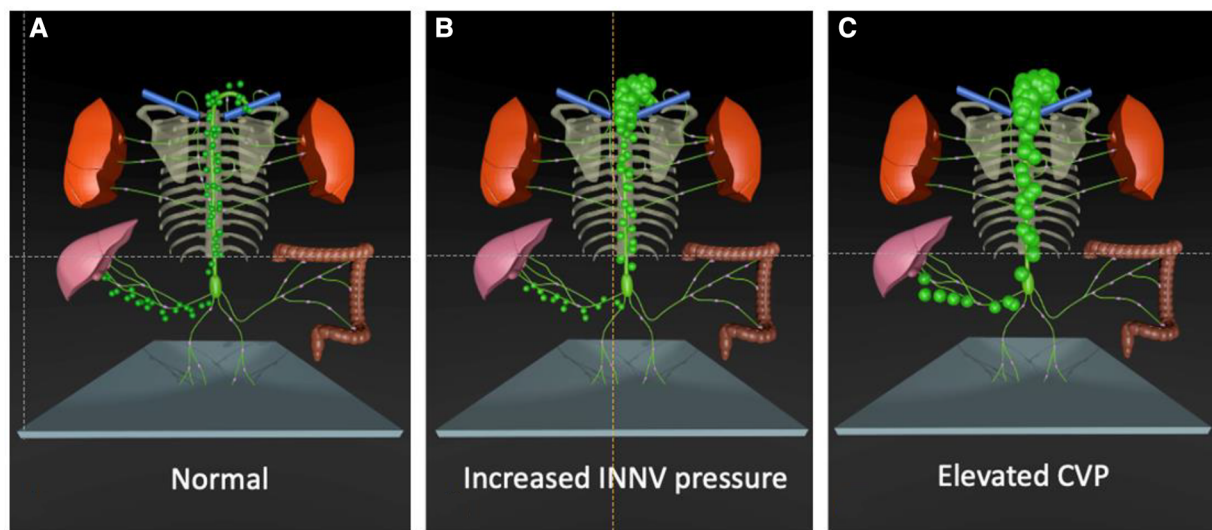 A
B
C
Normal
Increased INNV pressure
Elevated CVP